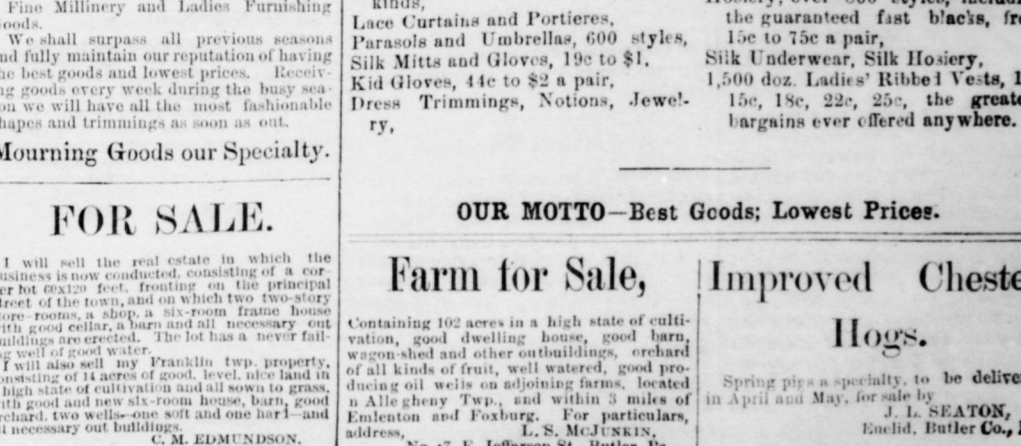 Fine Millinery and Ladies Furnishing
We shall surpass all previous seasons
fully maintain our reputation of having
best goods and lowest prices. Receiv-
goods every week during the busy sea-
we will have all the most fashionable
shapes and trimmings as soon as out.
Mourning Goods our Specialty.
FOR SALE.
I will sell the real estate in which the
business is now conducted, consisting of a cor
lot 60x120 feet, fronting on the principal
street of the town, and on which two two-story
store-rooms, a shop, a six-room frame house
with good cellar, a barn and all necessary out
buildings are erected. The lot has a never fail-
well of good water.
I will also sell my Franklin twp. property,
consisting of 14 acres of good, level, nice land in
high state of cultivation and all sown to grass,
with good and new six-room house, barn, good
orchard, two wells—one soft and one hard—and
necessary out buildings.
C. M. EDMUNDSON.
kinds,
Lace Curtains and Portieres,
Parasols and Umbrellas, 600 styles,
Silk Mitts and Gloves, 19c to $1,
Kid Gloves, 44c to $2 a pair,
Dress Trimmings, Notions, Jewel-
ry,
the guaranteed fast blacks,
15c to 75c a pair,
Silk Underwear, Silk Hosiery,
1,500 doz. Ladies' Ribbed Vests,
15c, 18c, 22c, 25c, the
bargains ever offered anywhere.
OUR MOTTO—Best Goods; Lowest Prices.
Farm for Sale,
Containing 102 acres in a high state of culti-
vation, good dwelling house, good barn,
wagon-shed and other outbuildings, orchard
of all kinds of fruit, well watered, good pro-
ducing oil wells on adjoining farms, located
n Allegheny Twp., and within 3 miles of
Emlenton and Foxburg. For particulars,
address, L. S. McJUNKIN,
Improved Cheste
Hogs.
Spring pigs a specialty, to be
in April and May, for sale by
J. L. SEATON,
Euclid, Butler Co.,